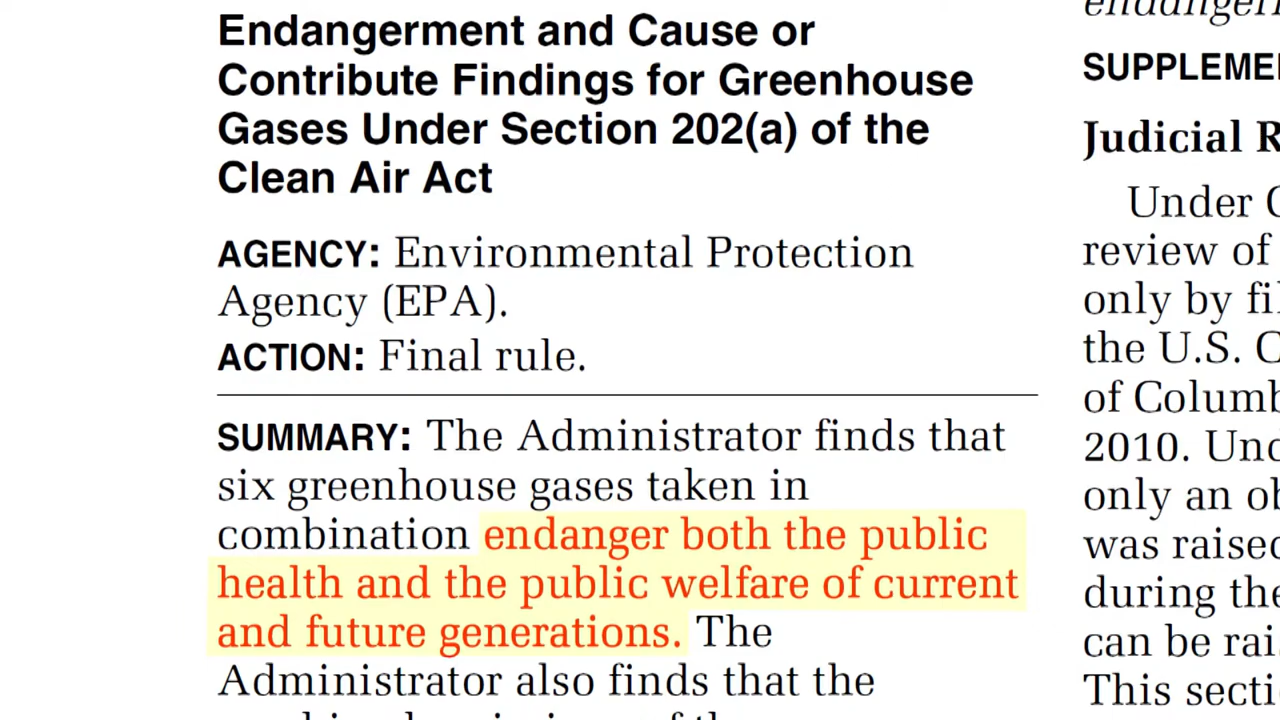 Endangerment and Cause or
Contribute Findings for Greenhouse
Gases Under Section 202(a) of the
Clean Air Act
AGENCY: Environmental Protection
Agency (EPA).
ACTION: Final rule.
SUMMARY: The Administrator finds that
six greenhouse gases taken in
combination endanger both the public
health and the public welfare of current
and future generations. The
Administrator also finds that the
SUPPLEME
Judicial R
Under
review of
only by fi
the U.S.
of Columb
2010. Und
only an ob
was raised
during the
can be rai
This secti